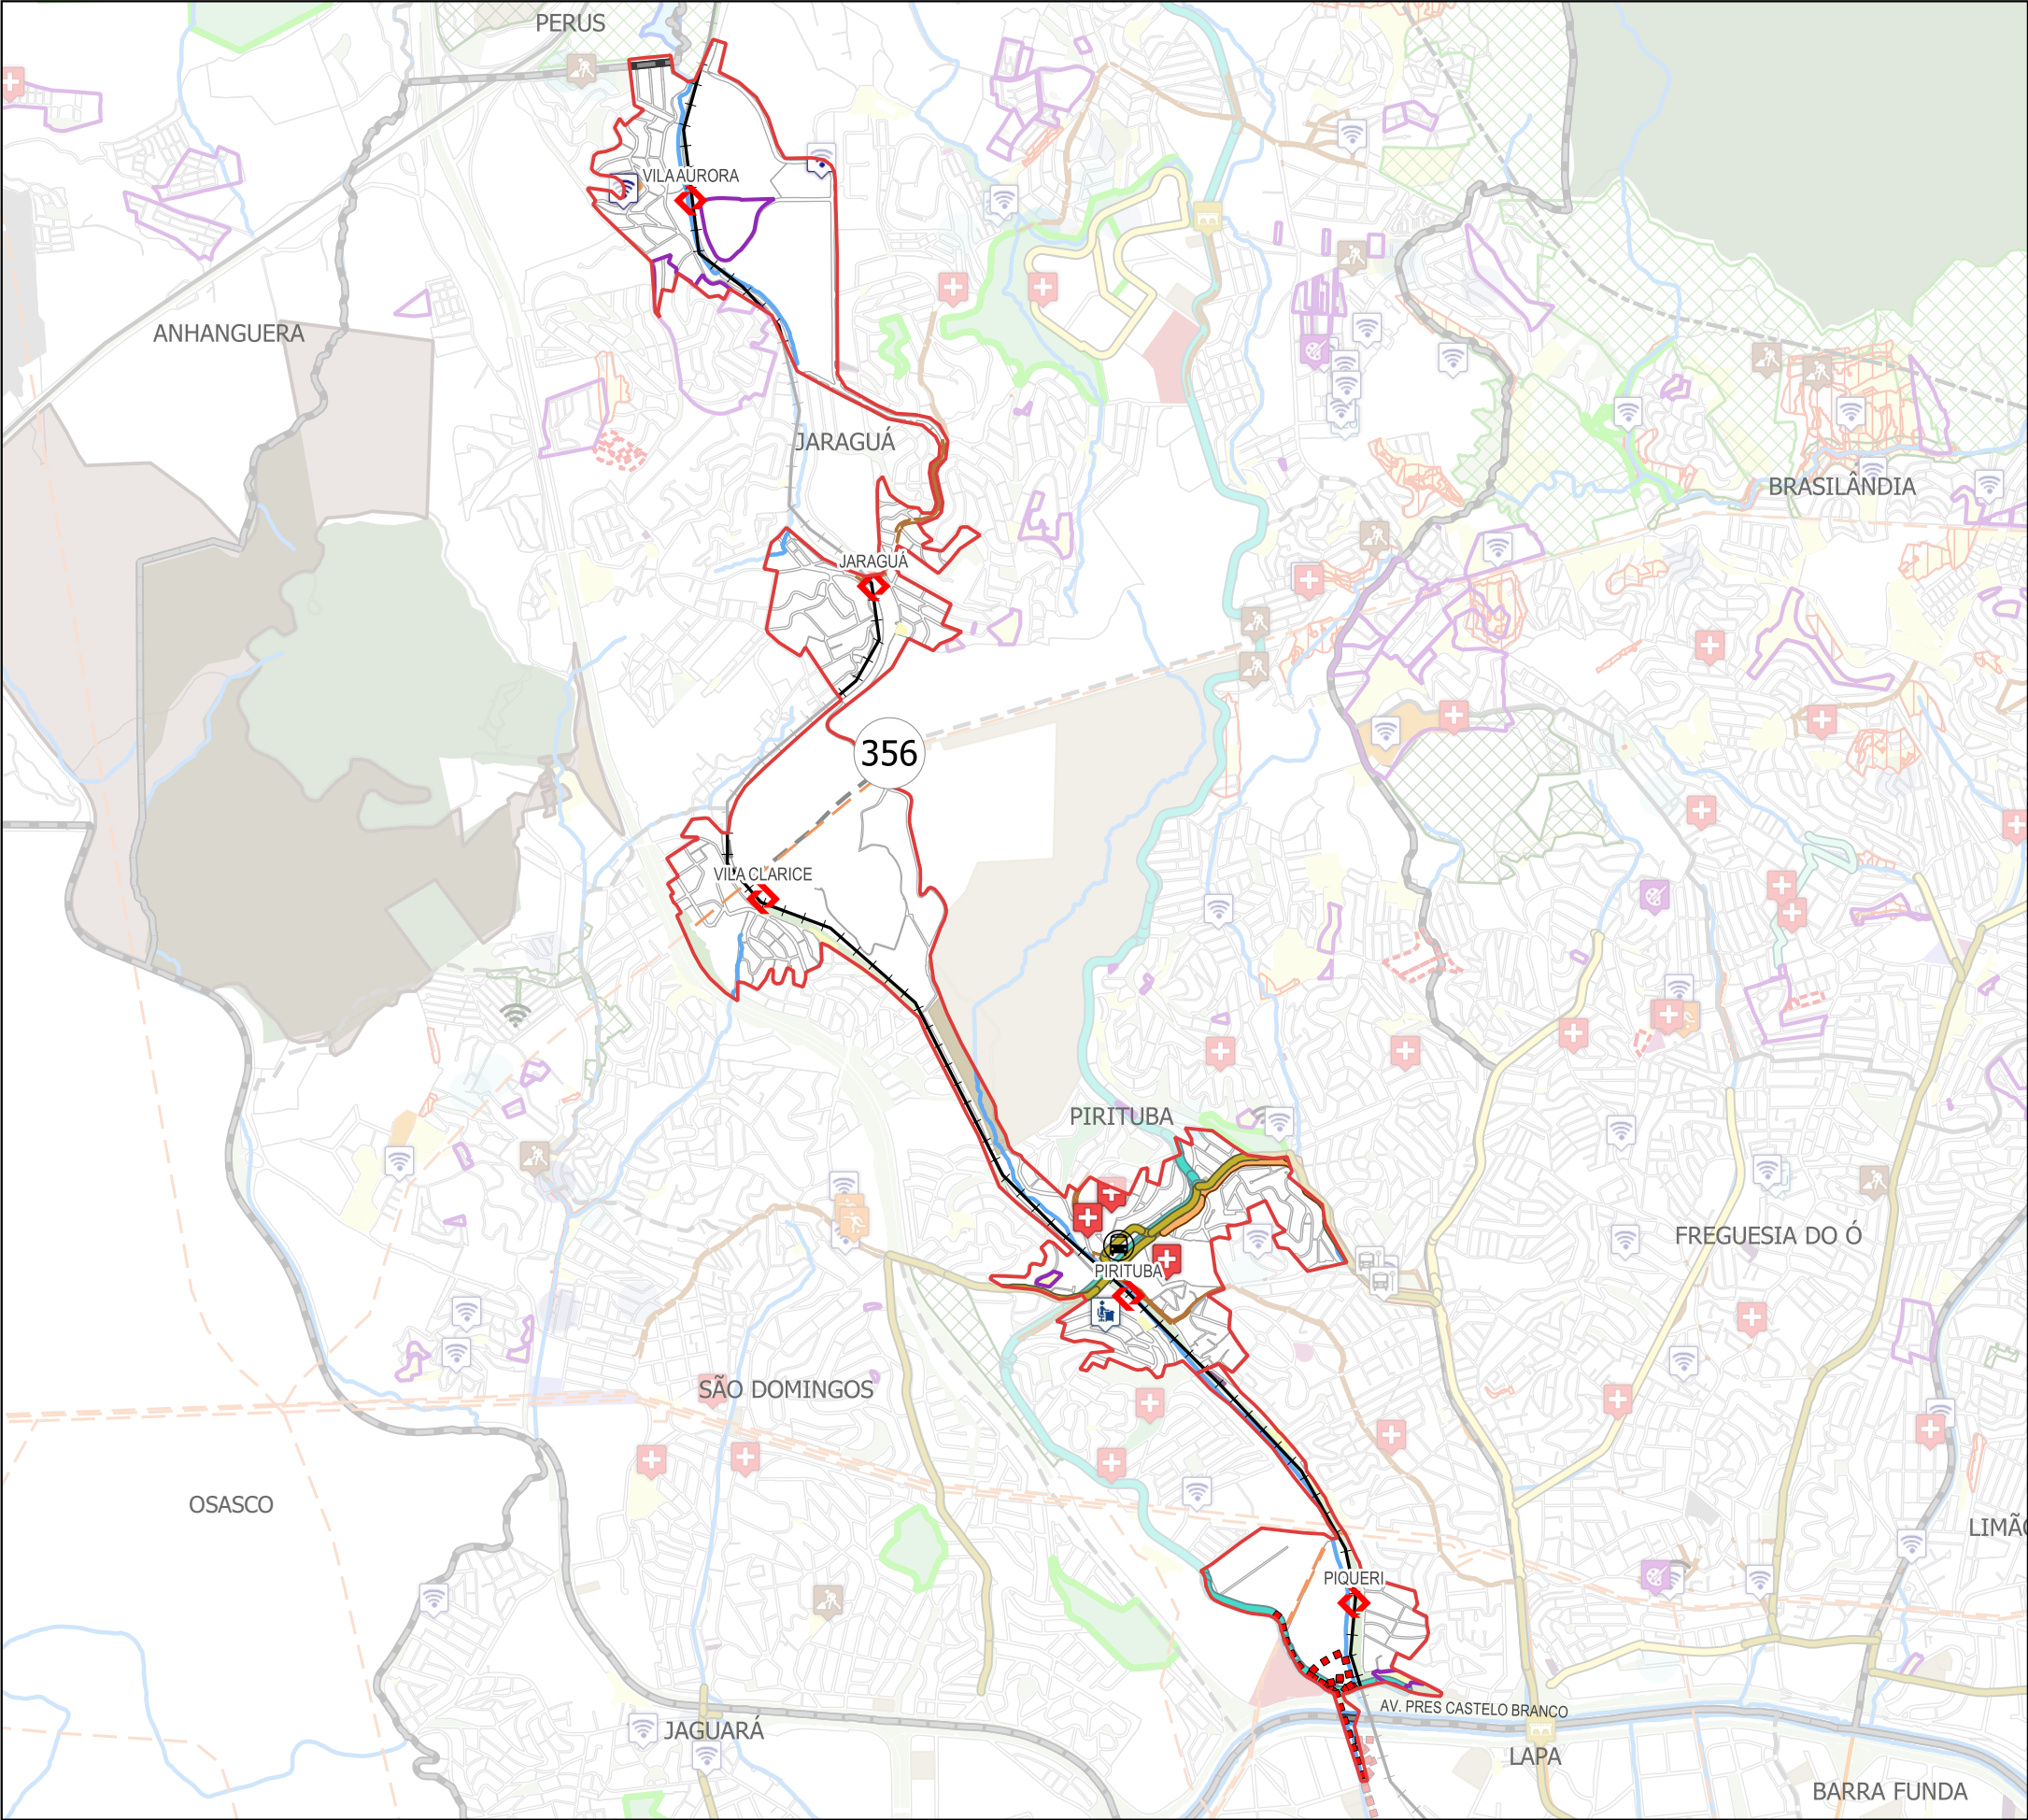 PERUS
VILA AURORA
ANHANGUERA
JARAGUÁ
BRASILÂNDIA
JARAGUÁ
356
VILA CLARICE
PIRITUBA
FREGUESIA DO Ó
PIRITUBA
SÃO DOMINGOS
OSASCO
LIMÃO
PIQUERI
AV. PRES CASTELO BRANCO
JAGUARÁ
LAPA
BARRA FUNDA